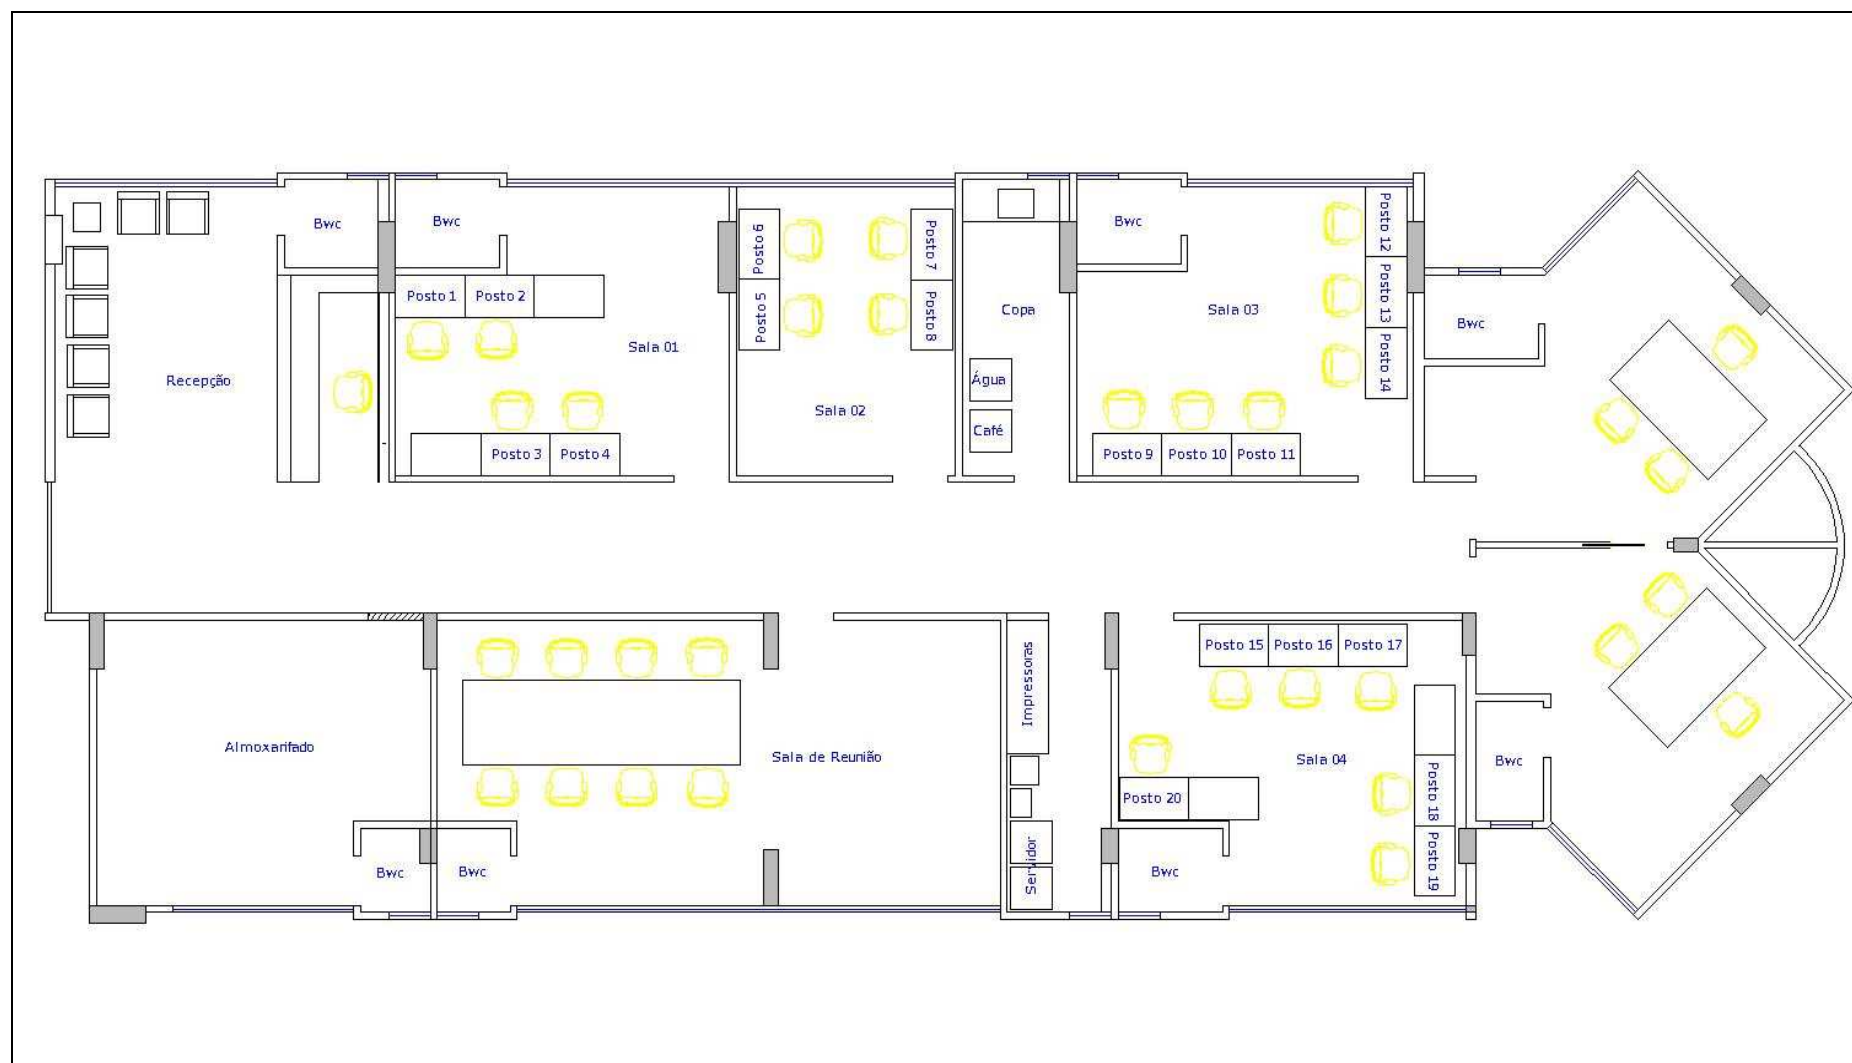 Bwc
Bwc
Recepção
Posto 1
Posto 2
Sala 01
Posto 3
Posto 4
Posto 6
Posto 5
Posto 7
Posto 8
Sala 02
Copa
Água
Café
Bwc
Sala 03
Posto 12
Posto 13
Posto 14
Posto 9
Posto 10
Posto 11
Bwc
Almoxarifado
Bwc
Bwc
Sala de Reunião
Impressoras
Servidor
Posto 15
Posto 16
Posto 17
Sala 04
Posto 20
Posto 18
Posto 19
Bwc
Bwc